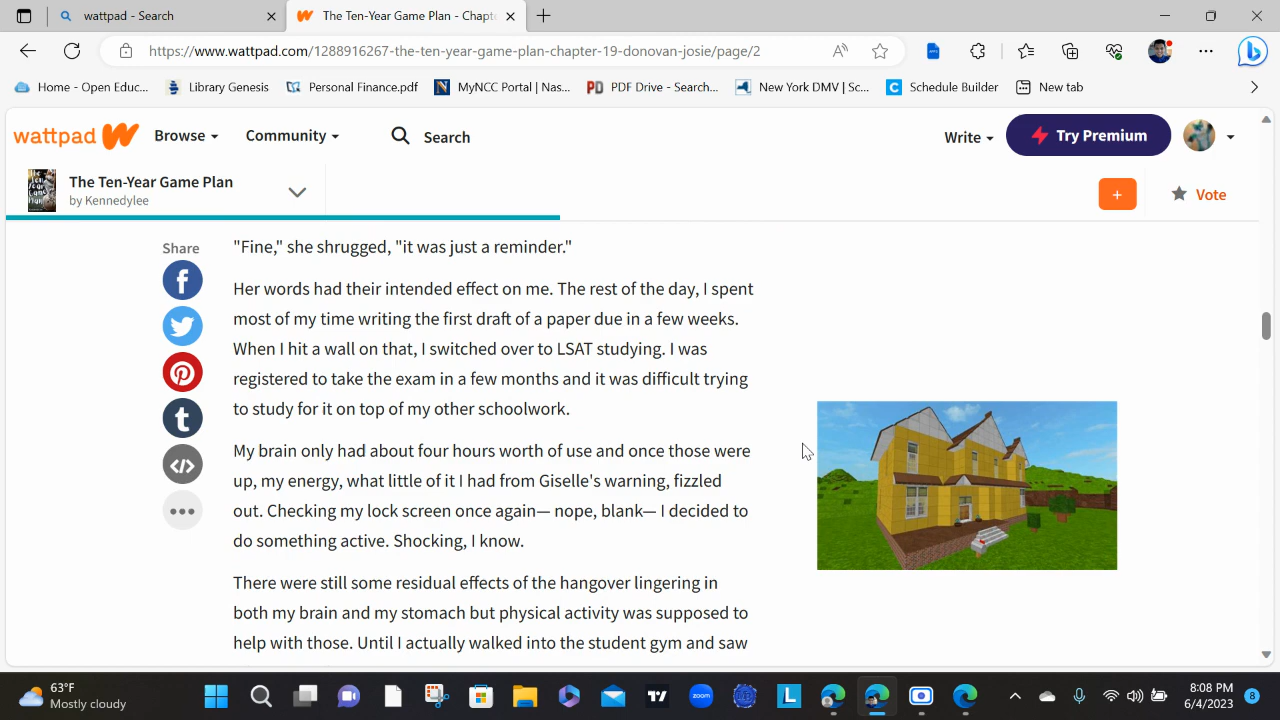 wattpad - Search
The Ten-Year Game Plan - Chapte
https://www.wattpad.com/1288916267-the-ten-year-game-plan-chapter-19-donovan-josie/page/2
Home - Open Educ...
Library Genesis
Personal Finance.pdf
MyNCC Portal | Nas...
PDF Drive - Search...
New York DMV | Sc...
Schedule Builder
New tab
wattpad
Browse
Community
Search
Write
Try Premium
The Ten-Year Game Plan
by Kennedylee
+
Vote
Share
"Fine," she shrugged, "it was just a reminder."
Her words had their intended effect on me. The rest of the day, I spent
most of my time writing the first draft of a paper due in a few weeks.
When I hit a wall on that, I switched over to LSAT studying. I was
registered to take the exam in a few months and it was difficult trying
to study for it on top of my other schoolwork.
My brain only had about four hours worth of use and once those were
up, my energy, what little of it I had from Giselle's warning, fizzled
out. Checking my lock screen once again— nope, blank— I decided to
do something active. Shocking, I know.
There were still some residual effects of the hangover lingering in
both my brain and my stomach but physical activity was supposed to
help with those. Until I actually walked into the student gym and saw
63°F
Mostly cloudy
zoom
L
8:08 PM
6/4/2023
8